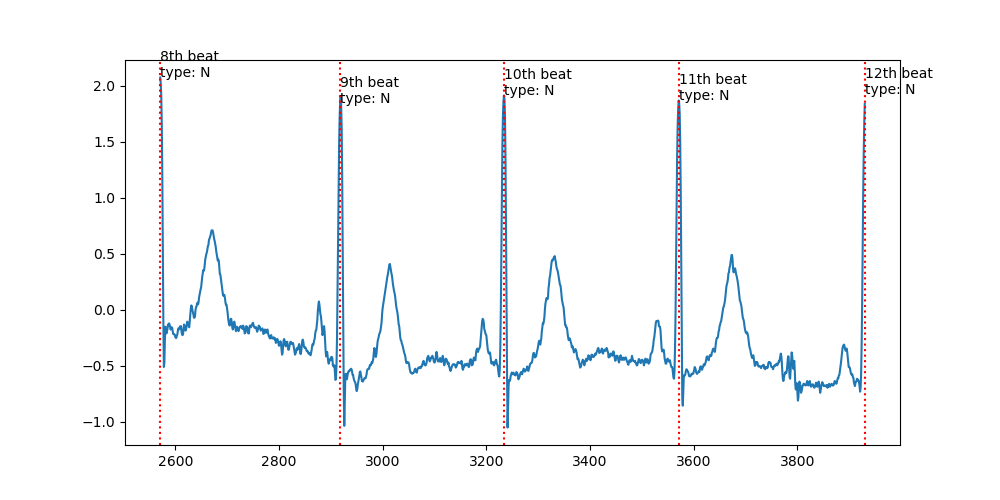 8th beat
type: N
9th beat
type: N
10th beat
type: N
11th beat
type: N
12th beat
type: N
2.0
1.5
1.0
0.5
0.0
−0.5
−1.0
2600 2800 3000 3200 3400 3600 3800